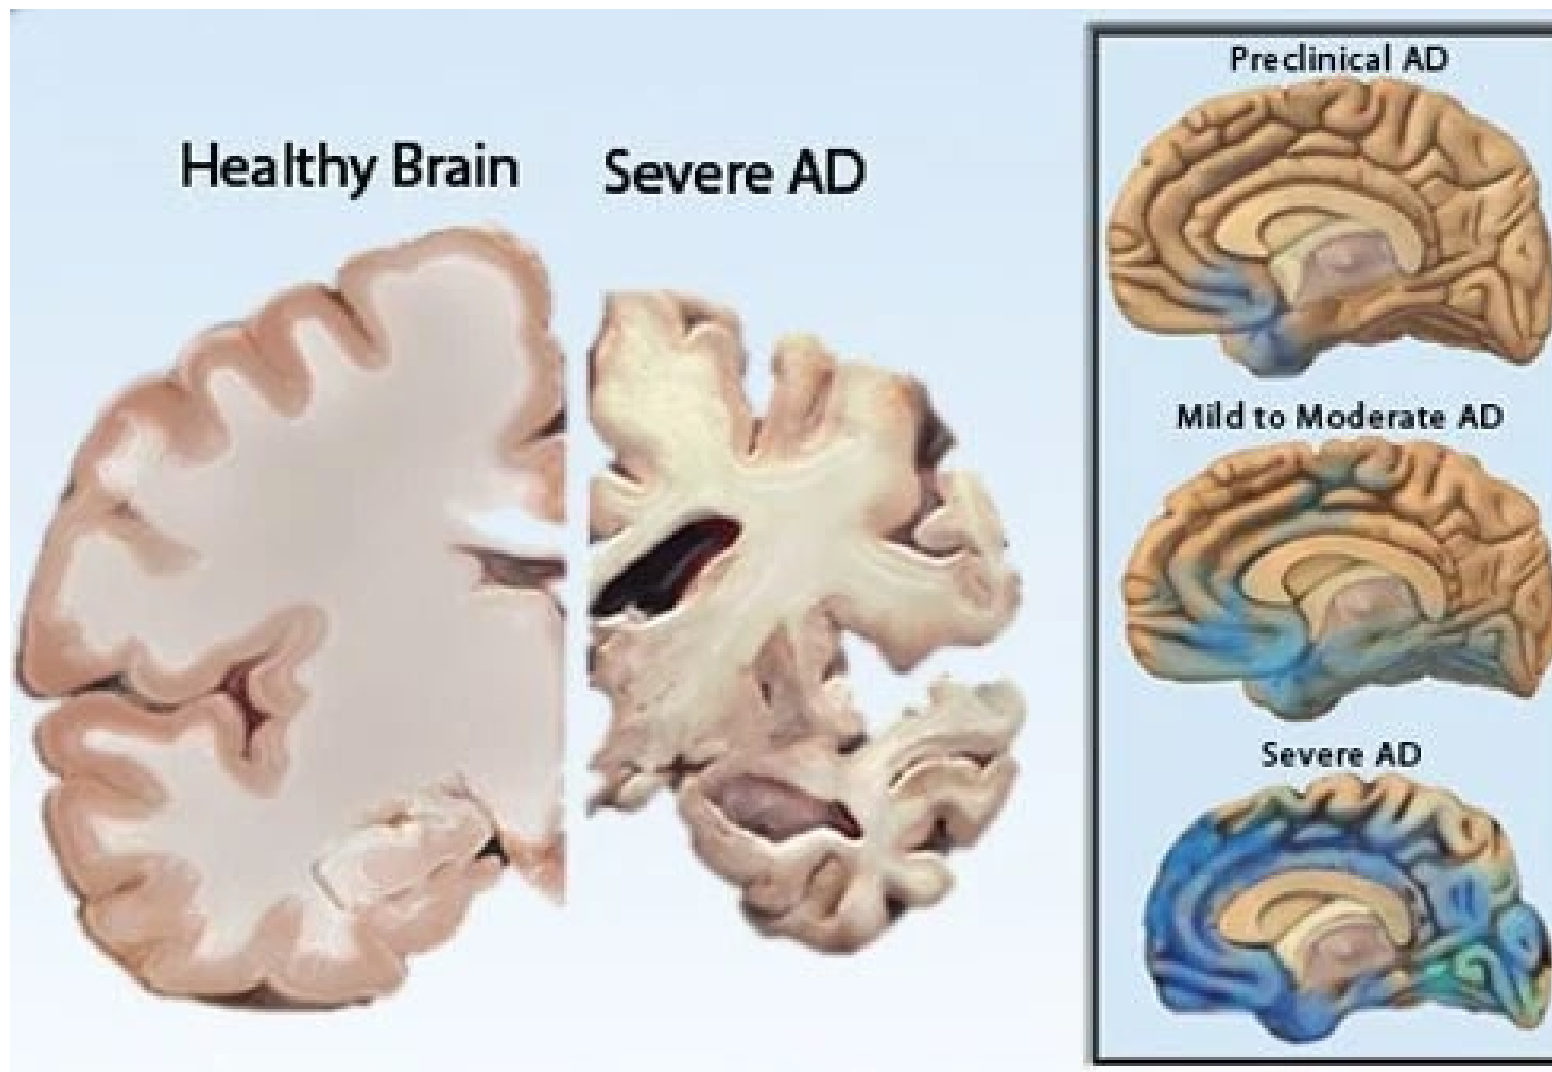 Healthy Brain
Severe AD
Preclinical AD
Mild to Moderate AD
Severe AD